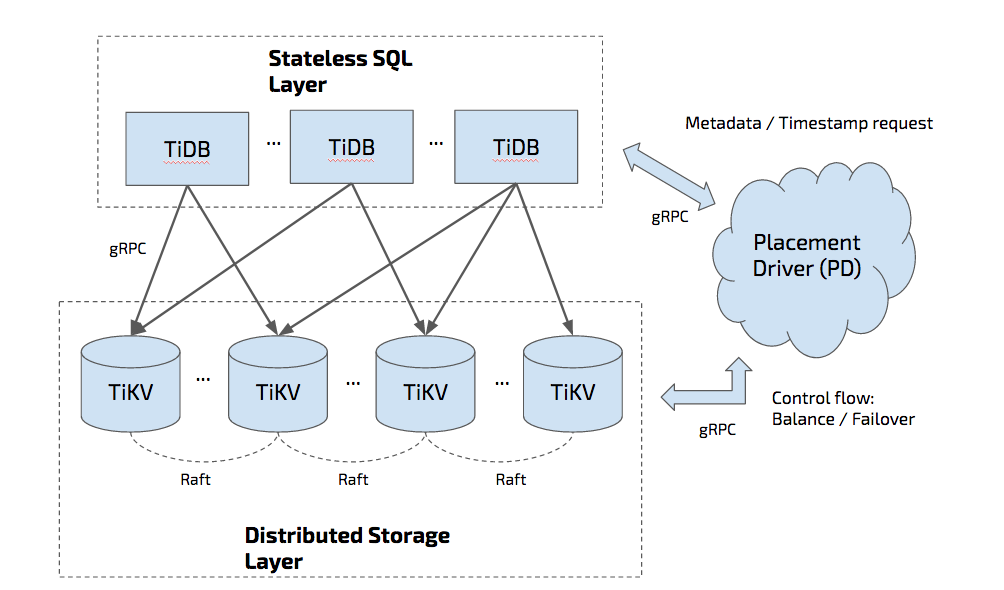 Stateless SQL
Layer
TiDB
...
TiDB
...
TiDB
Metadata / Timestamp request
gRPC
gRPC
Placement
Driver (PD)
TiKV
...
TiKV
...
TiKV
...
TiKV
Control flow:
Balance / Failover
gRPC
Raft
Raft
Raft
Distributed Storage
Layer